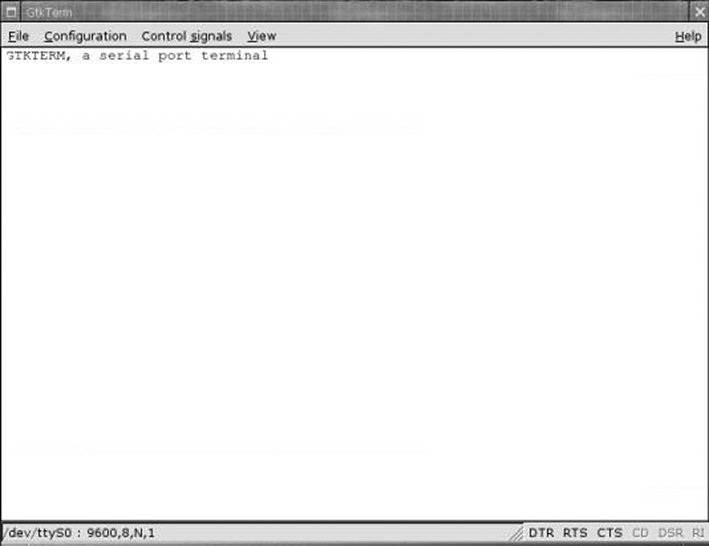 GtkTerm
File Configuration Control signals View Help
GTKTERM, a serial port terminal
/dev/ttyS0 : 9600,8,N,1 DTR RTS CTS CD DSR RI